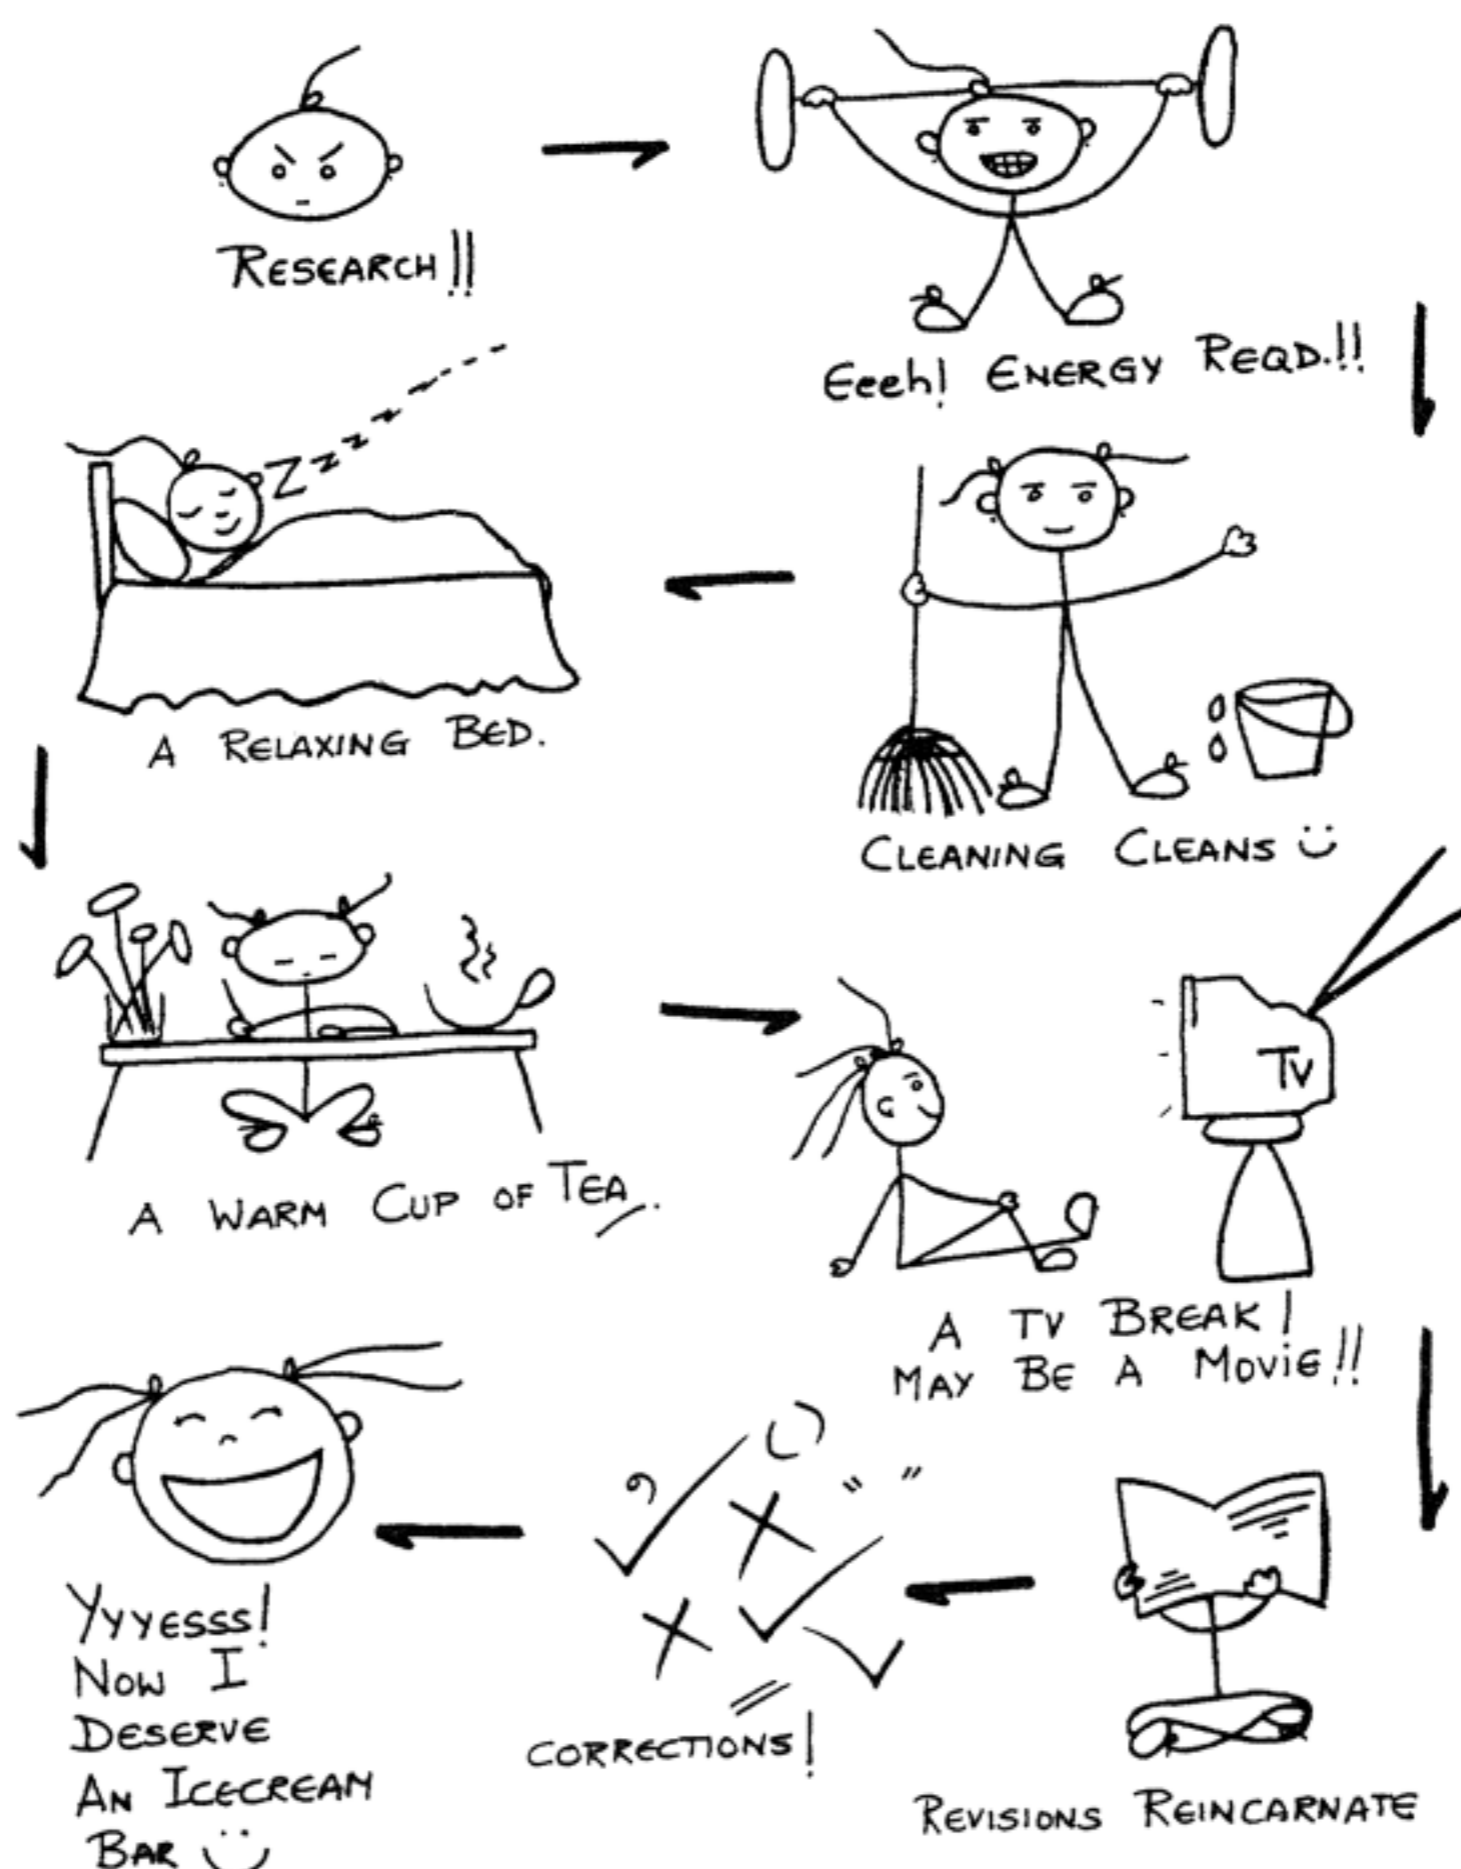 RESEARCH!!
Eeeh! ENERGY REQD.!!
CLEANING CLEANS
Zzzzz
A RELAXING BED.
A WARM CUP OF TEA..
TV
A TV BREAK!
MAY BE A MOVIE!!
REVISIONS REINCARNATE
CORRECTIONS!
YYYESSS!
NOW I
DESERVE
AN ICECREAM
BAR